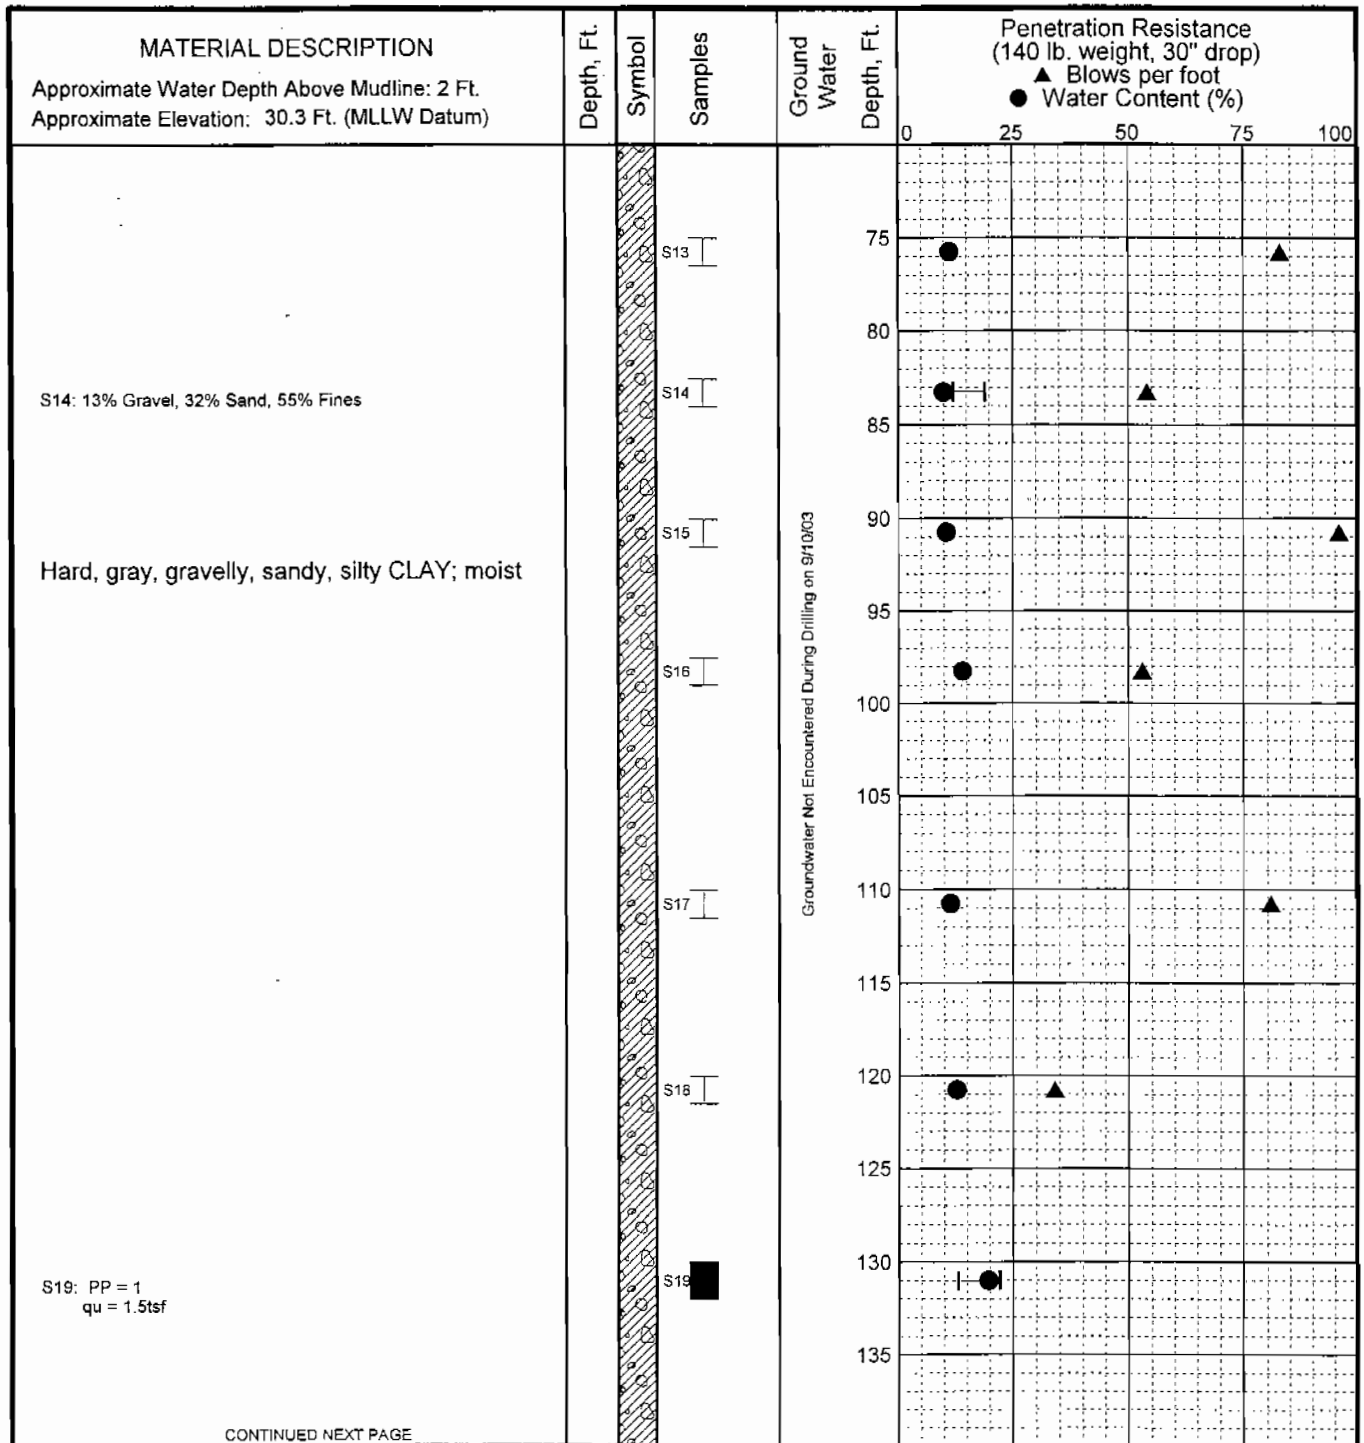 MATERIAL DESCRIPTION
Approximate Water Depth Above Mudline: 2 Ft.
Approximate Elevation: 30.3 Ft. (MLLW Datum)
Depth, Ft.
Symbol
Samples
Ground
Water
Depth, Ft.
Penetration Resistance
(140 lb. weight, 30" drop)
▲ Blows per foot
● Water Content (%)
0 25 50 75 100
S13
75
80
S14: 13% Gravel, 32% Sand, 55% Fines
S14
85
90
S15
Hard, gray, gravelly, sandy, silty CLAY; moist
Groundwater Not Encountered During Drilling on 9/10/03
95
S16
100
105
110
S17
115
120
S18
125
130
S19: PP = 1
qu = 1.5tsf
S19
135
CONTINUED NEXT PAGE